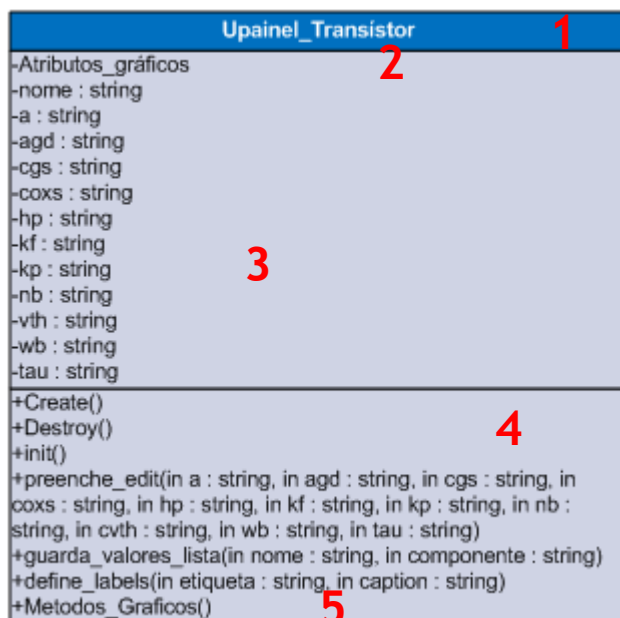 Upainel_Transístor 1
-Atributos_gráficos 2
-nome : string
-a : string
-agd : string
-cgs : string
-coxs : string
-hp : string
-kf : string
-kp : string 3
-nb : string
-vth : string
-wb : string
-tau : string
+Create()
+Destroy() 4
+init()
+preenche_edit(in a : string, in agd : string, in cgs : string, in
coxs : string, in hp : string, in kf : string, in kp : string, in nb :
string, in cvth : string, in wb : string, in tau : string)
+guarda_valores_lista(in nome : string, in componente : string)
+define_labels(in etiqueta : string, in caption : string)
+Metodos_Graficos() 5